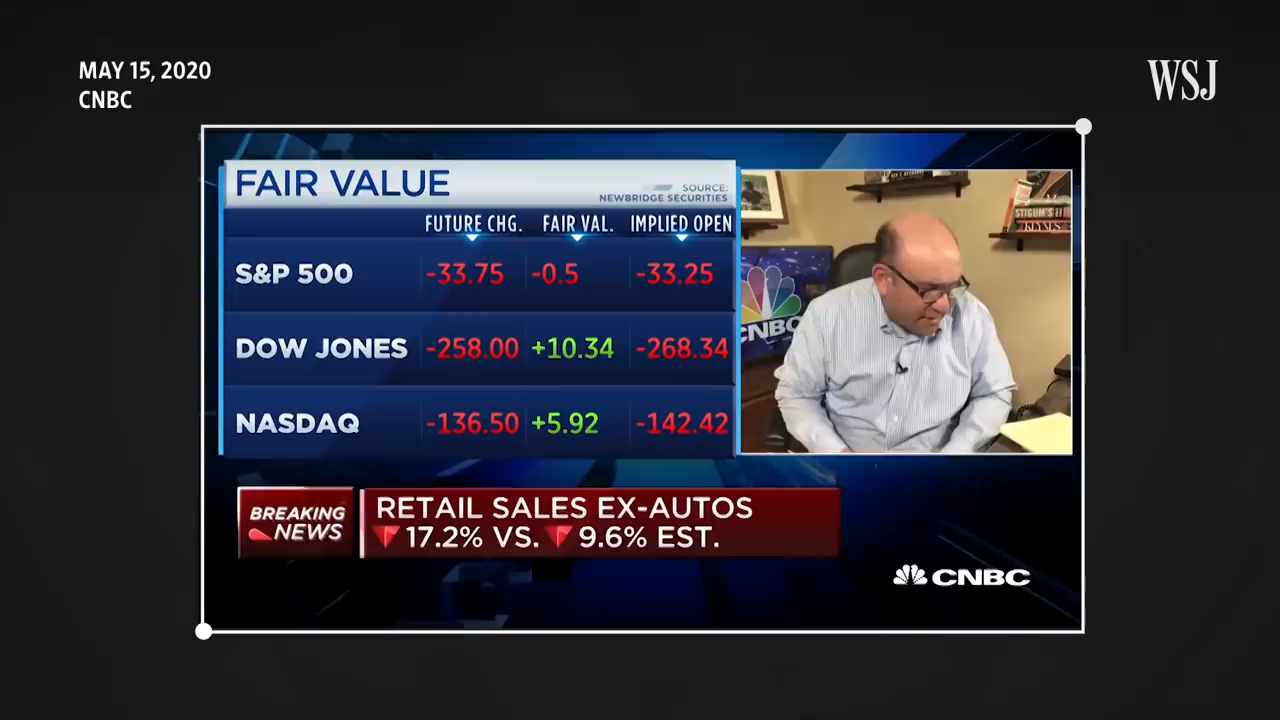 MAY 15, 2020
CNBC
WSJ
FAIR VALUE
SOURCE:
NEWBRIDGE SECURITIES
FUTURE CHG. FAIR VAL. IMPLIED OPEN
S&P 500 -33.75 -0.5 -33.25
DOW JONES -258.00 +10.34 -268.34
NASDAQ -136.50 +5.92 -142.42
STIGUM'S
CNBC
BREAKING
NEWS
RETAIL SALES EX-AUTOS
▼17.2% VS. ▼9.6% EST.
CNBC